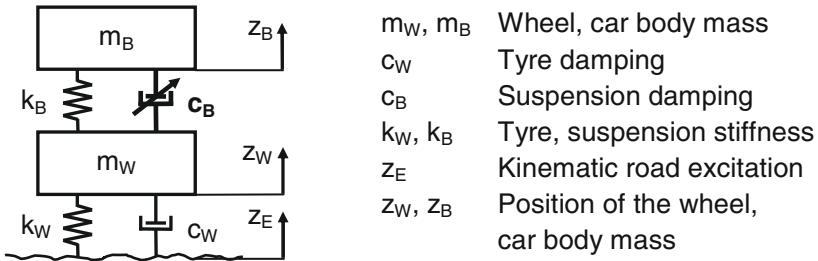 m_B
z_B
k_B
c_B
m_W
z_W
k_W
c_W
z_E
m_W, m_B Wheel, car body mass
c_W Tyre damping
c_B Suspension damping
k_W, k_B Tyre, suspension stiffness
z_E Kinematic road excitation
z_W, z_B Position of the wheel,
car body mass